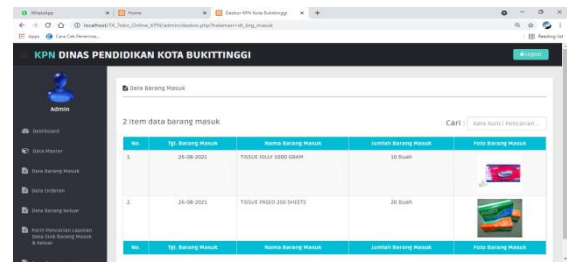 WhatsApp
Home
Dasbor KPN Kota Bukittinggi
localhost/TA_Toko_Online_KPN/admin/dasbor.php?halaman=dt_brg_masuk
Apps
Cara Cek Penerima...
Reading list
KPN DINAS PENDIDIKAN KOTA BUKITTINGGI
Logout
Admin
Dashboard
Data Master
Data Barang Masuk
Data Orderan
Data Barang Keluar
Form Pencarian Laporan
Data Stok Barang Masuk
& Keluar
Data Barang Masuk
2 item data barang masuk
Cari :
Kata Kunci Pencarian...
No. Tgl. Barang Masuk Nama Barang Masuk Jumlah Barang Masuk Foto Barang Masuk
1. 26-08-2021 TISSUE JOLLY 1000 GRAM 10 Buah
2. 26-08-2021 TISSUE PASEO 250 SHEETS 20 Buah
No. Tgl. Barang Masuk Nama Barang Masuk Jumlah Barang Masuk Foto Barang Masuk